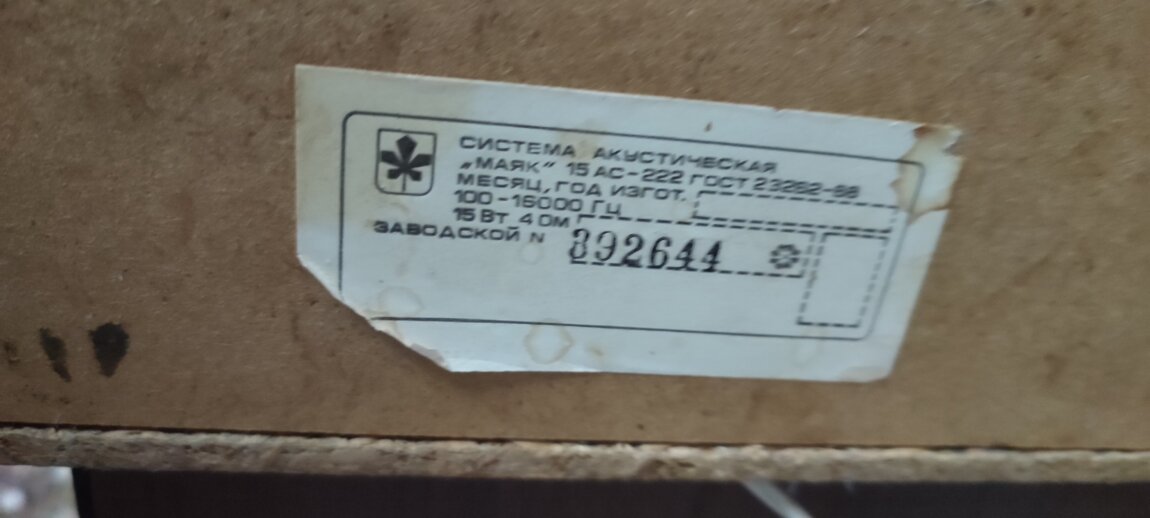 СИСТЕМА АКУСТИЧЕСКАЯ
„МАЯК" 15 АС-222 ГОСТ 23262-88
МЕСЯЦ, ГОД ИЗГОТ.
100-16000 ГЦ
15 Вт 4 Ом
ЗАВОДСКОЙ N 892644